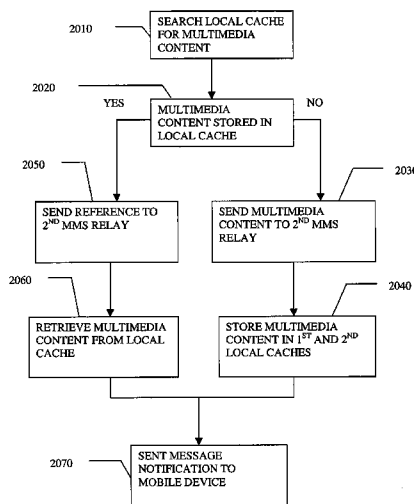 2010
SEARCH LOCAL CACHE
FOR MULTIMEDIA
CONTENT
2020
YES
NO
MULTIMEDIA
CONTENT STORED IN
LOCAL CACHE
2050
2030
SEND REFERENCE TO
2ND MMS RELAY
SEND MULTIMEDIA
CONTENT TO 2ND MMS
RELAY
2060
2040
RETRIEVE MULTIMEDIA
CONTENT FROM LOCAL
CACHE
STORE MULTIMEDIA
CONTENT IN 1ST AND 2ND
LOCAL CACHES
2070
SENT MESSAGE
NOTIFICATION TO
MOBILE DEVICE